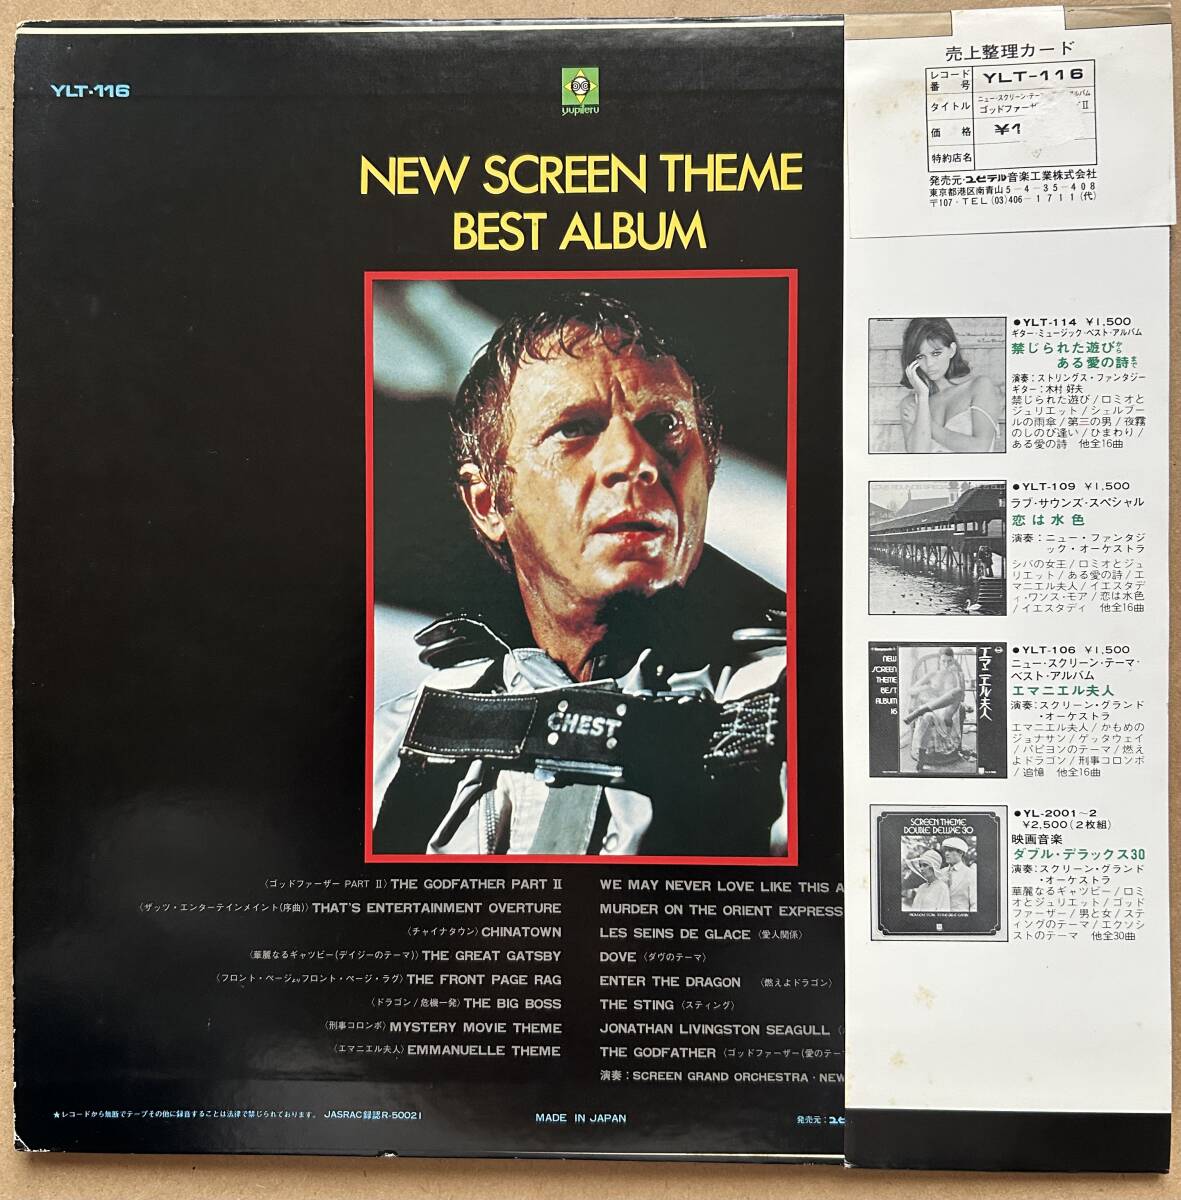 YLT・116
yupiteru
NEW SCREEN THEME
BEST ALBUM
CHEST
〈ゴッドファーザー PART II〉THE GODFATHER PART II
〈ザッツ・エンターテインメイント(序曲)〉THAT'S ENTERTAINMENT OVERTURE
〈チャイナタウン〉CHINATOWN
〈華麗なるギャツビー(デイジーのテーマ)〉THE GREAT GATSBY
〈フロント・ページよりフロント・ページ・ラグ〉THE FRONT PAGE RAG
〈ドラゴン/危機一発〉THE BIG BOSS
〈刑事コロンボ〉MYSTERY MOVIE THEME
〈エマニエル夫人〉EMMANUELLE THEME
WE MAY NEVER LOVE LIKE THIS A
MURDER ON THE ORIENT EXPRESS
LES SEINS DE GLACE〈愛人関係〉
DOVE〈ダヴのテーマ〉
ENTER THE DRAGON〈燃えよドラゴン〉
THE STING〈スティング〉
JONATHAN LIVINGSTON SEAGULL
THE GODFATHER〈ゴッドファーザー(愛のテー
演奏：SCREEN GRAND ORCHESTRA・NEW
★レコードから無断でテープその他に録音することは法律で禁じられております。 JASRAC録認R-50021
MADE IN JAPAN
発売元：ユピ
売上整理カード
レコード番号 YLT-116
タイトル ニュー・スクリーン・テー アルバム
ゴッドファー II
価格 ¥1
特約店名
発売元・ユピテル音楽工業株式会社
東京都港区南青山5-4-35-408
〒107・TEL(03)406-1711(代)
●YLT-114 ¥1,500
ギター・ミュージック・ベスト・アルバム
禁じられた遊びから
ある愛の詩まで
演奏：ストリングス・ファンタジー
ギター：木村 好夫
禁じられた遊び/ロミオと
ジュリエット/シェルブー
ルの雨傘/第三の男/夜霧
のしのび逢い/ひまわり/
ある愛の詩 他全16曲
●YLT-109 ¥1,500
ラブ・サウンズ・スペシャル
恋は水色
演奏：ニュー・ファンタジ
ック・オーケストラ
シバの女王/ロミオとジュ
リエット/ある愛の詩/エ
マニエル夫人/イエスタデ
ィ・ワンス・モア/恋は水色
/イエスタディ 他全16曲
NEW
SCREEN
THEME
BEST
ALBUM
16
エマニエル夫人
●YLT-106 ¥1,500
ニュー・スクリーン・テーマ・
ベスト・アルバム
エマニエル夫人
演奏：スクリーン・グランド
・オーケストラ
エマニエル夫人/かもめの
ジョナサン/ゲッタウェイ
/パピヨンのテーマ/燃え
よドラゴン/刑事コロンボ
/追憶 他全16曲
SCREEN THEME
DOUBLE DELUXE 30
●YL-2001~2
¥2,500(2枚組)
映画音楽
ダブル・デラックス30
演奏：スクリーン・グランド
・オーケストラ
華麗なるギャツビー/ロミ
オとジュリエット/ゴッド
ファーザー/男と女/ステ
ィングのテーマ/エクソシ
ストのテーマ 他全30曲